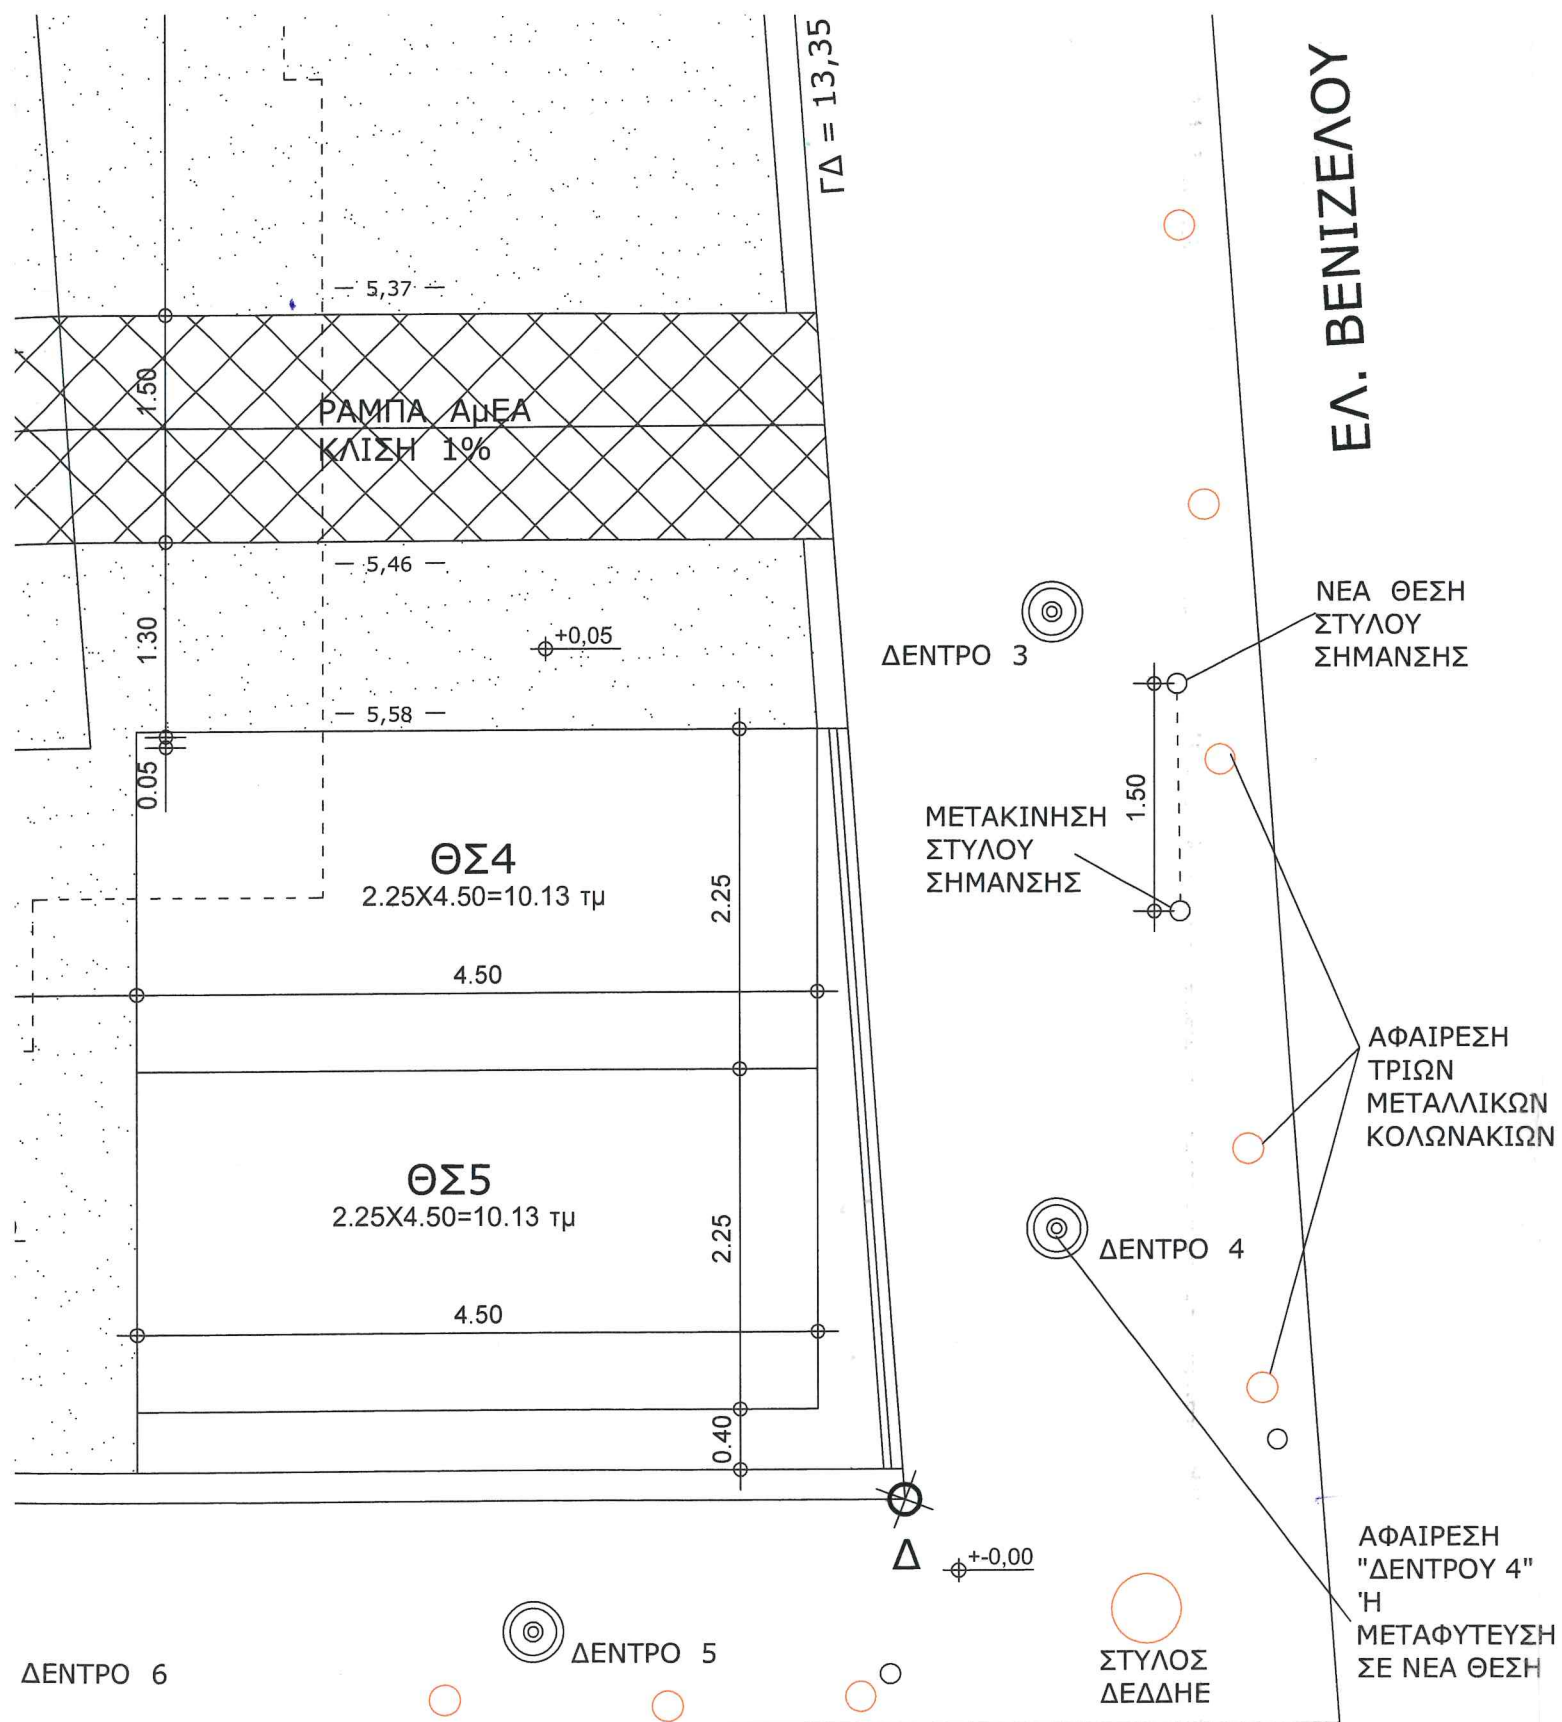 ΓΔ = 13,35
ΕΛ. ΒΕΝΙΖΕΛΟΥ
5,37
1.50
ΡΑΜΠΑ ΑμΕΑ
ΚΛΙΣΗ 1%
5,46
1.30
+0,05
5,58
0.05
ΔΕΝΤΡΟ 3
ΝΕΑ ΘΕΣΗ
ΣΤΥΛΟΥ
ΣΗΜΑΝΣΗΣ
1.50
ΜΕΤΑΚΙΝΗΣΗ
ΣΤΥΛΟΥ
ΣΗΜΑΝΣΗΣ
ΘΣ4
2.25X4.50=10.13 τμ
2.25
4.50
ΑΦΑΙΡΕΣΗ
ΤΡΙΩΝ
ΜΕΤΑΛΛΙΚΩΝ
ΚΟΛΩΝΑΚΙΩΝ
ΘΣ5
2.25X4.50=10.13 τμ
2.25
4.50
ΔΕΝΤΡΟ 4
0.40
Δ
+-0,00
ΑΦΑΙΡΕΣΗ
"ΔΕΝΤΡΟΥ 4"
Ή
ΜΕΤΑΦΥΤΕΥΣΗ
ΣΕ ΝΕΑ ΘΕΣΗ
ΣΤΥΛΟΣ
ΔΕΔΔΗΕ
ΔΕΝΤΡΟ 5
ΔΕΝΤΡΟ 6